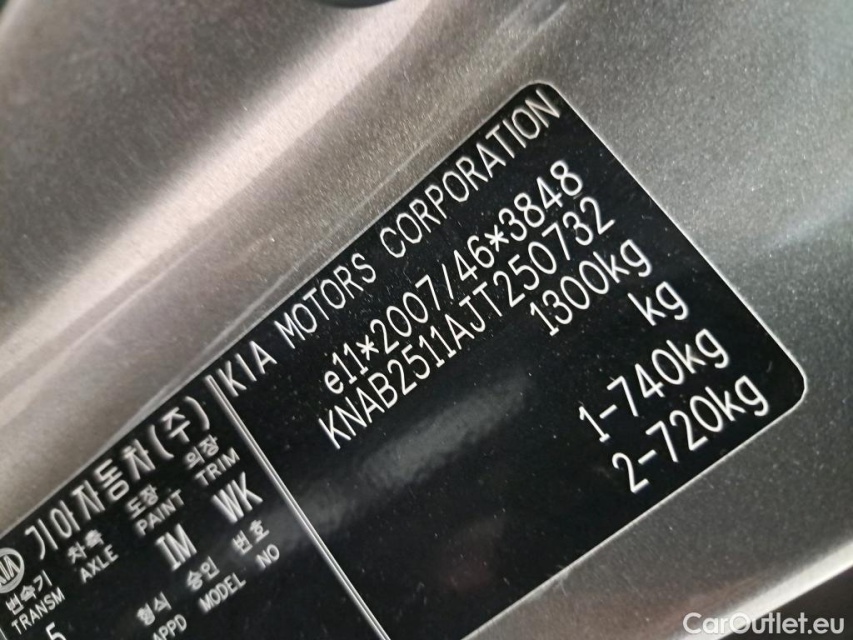 KIA MOTORS CORPORATION
e11*2007/46*3848
KNAB2511AJT250732
1300kg
kg
1-740kg
2-720kg
KIA 기아자동차(주)
변속기 차축 도장 의장
TRANSM AXLE PAINT TRIM
IM WK
5
형식 승인 번호
APPD MODEL NO
CarOutlet.eu